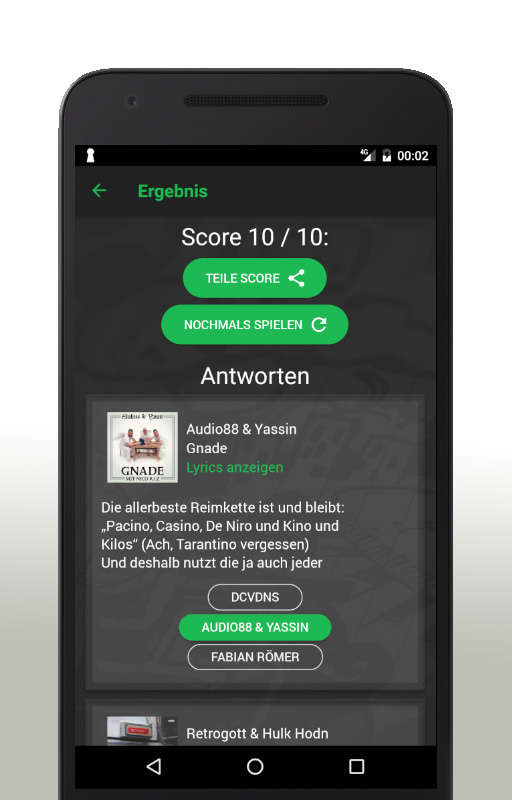 4G 00:02
Ergebnis
Score 10 / 10:
TEILE SCORE
NOCHMALS SPIELEN
Antworten
Audio88 & Yassin
GNADE
MIT NICO K.I.Z
Audio88 & Yassin
Gnade
Lyrics anzeigen
Die allerbeste Reimkette ist und bleibt:
„Pacino, Casino, De Niro und Kino und
Kilos“ (Ach, Tarantino vergessen)
Und deshalb nutzt die ja auch jeder
DCVDNS
AUDIO88 & YASSIN
FABIAN RÖMER
Retrogott & Hulk Hodn